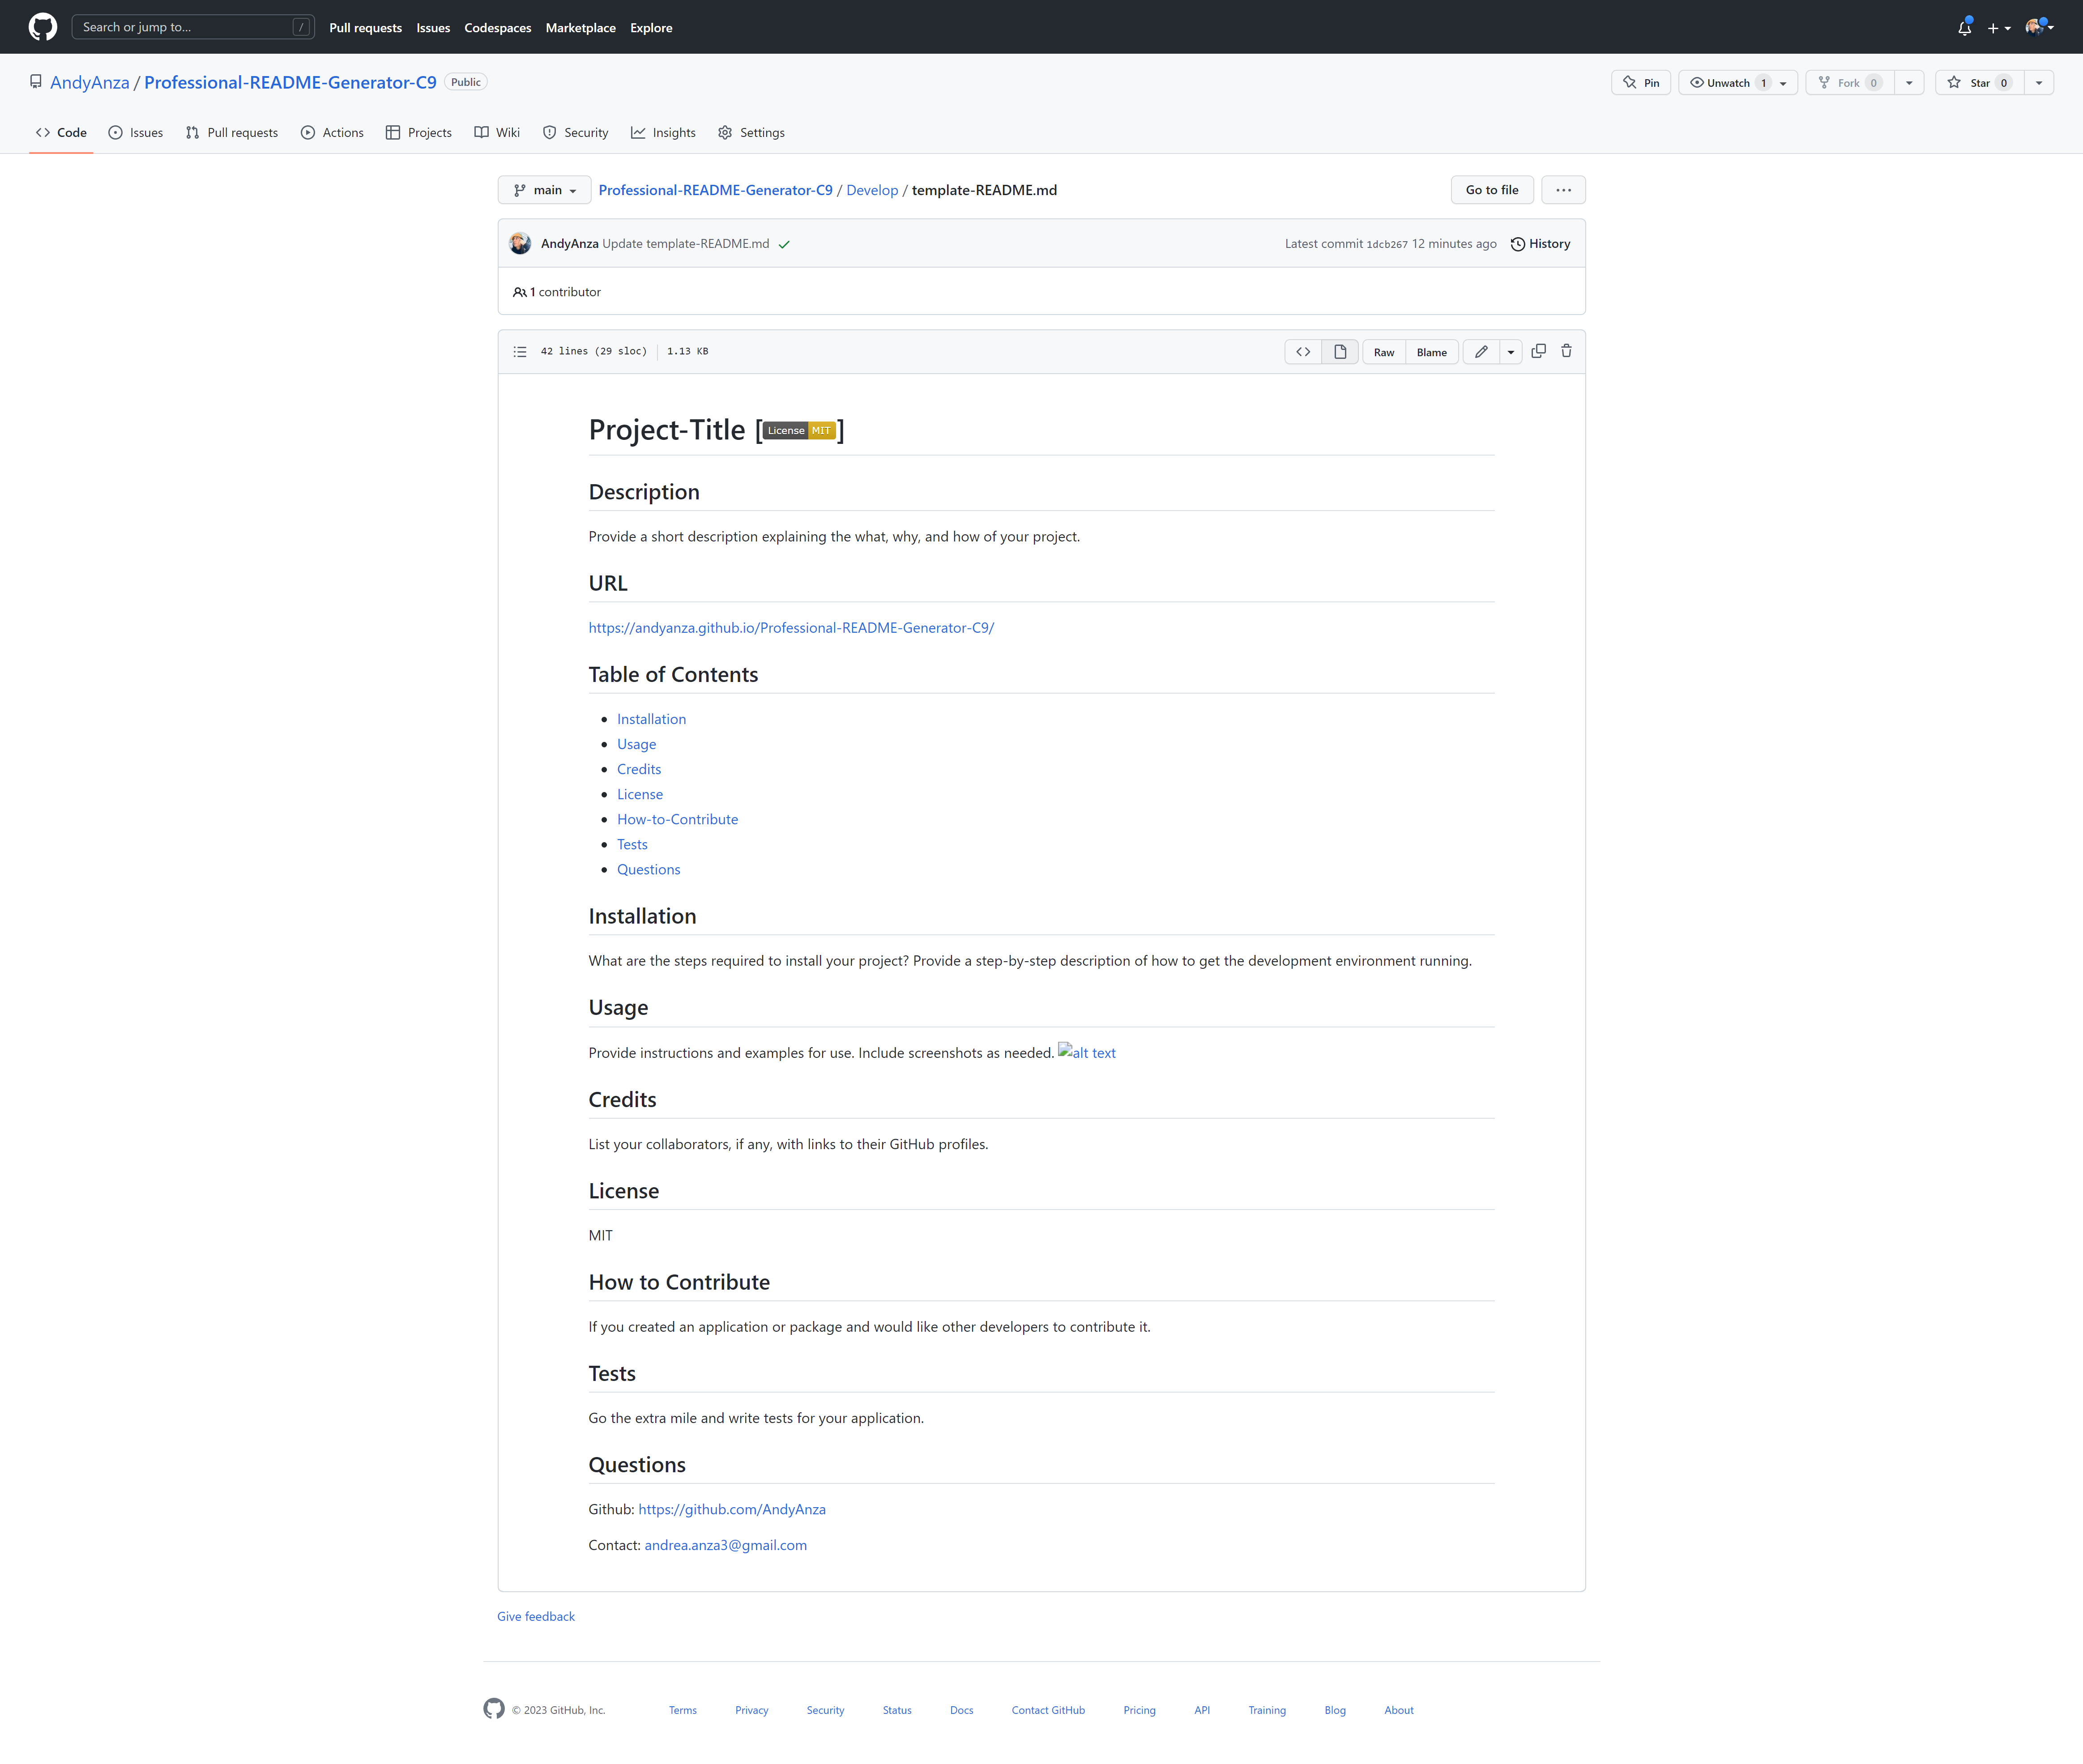 Search or jump to... /
Pull requests Issues Codespaces Marketplace Explore
AndyAnza / Professional-README-Generator-C9 Public
Pin Unwatch 1 Fork 0 Star 0
Code Issues Pull requests Actions Projects Wiki Security Insights Settings
main Professional-README-Generator-C9 / Develop / template-README.md Go to file ...
AndyAnza Update template-README.md Latest commit 1dcb267 12 minutes ago History
1 contributor
42 lines (29 sloc) 1.13 KB Raw Blame
Project-Title [License MIT]
Description
Provide a short description explaining the what, why, and how of your project.
URL
https://andyanza.github.io/Professional-README-Generator-C9/
Table of Contents
• Installation
• Usage
• Credits
• License
• How-to-Contribute
• Tests
• Questions
Installation
What are the steps required to install your project? Provide a step-by-step description of how to get the development environment running.
Usage
Provide instructions and examples for use. Include screenshots as needed. alt text
Credits
List your collaborators, if any, with links to their GitHub profiles.
License
MIT
How to Contribute
If you created an application or package and would like other developers to contribute it.
Tests
Go the extra mile and write tests for your application.
Questions
Github: https://github.com/AndyAnza
Contact: andrea.anza3@gmail.com
Give feedback
© 2023 GitHub, Inc. Terms Privacy Security Status Docs Contact GitHub Pricing API Training Blog About